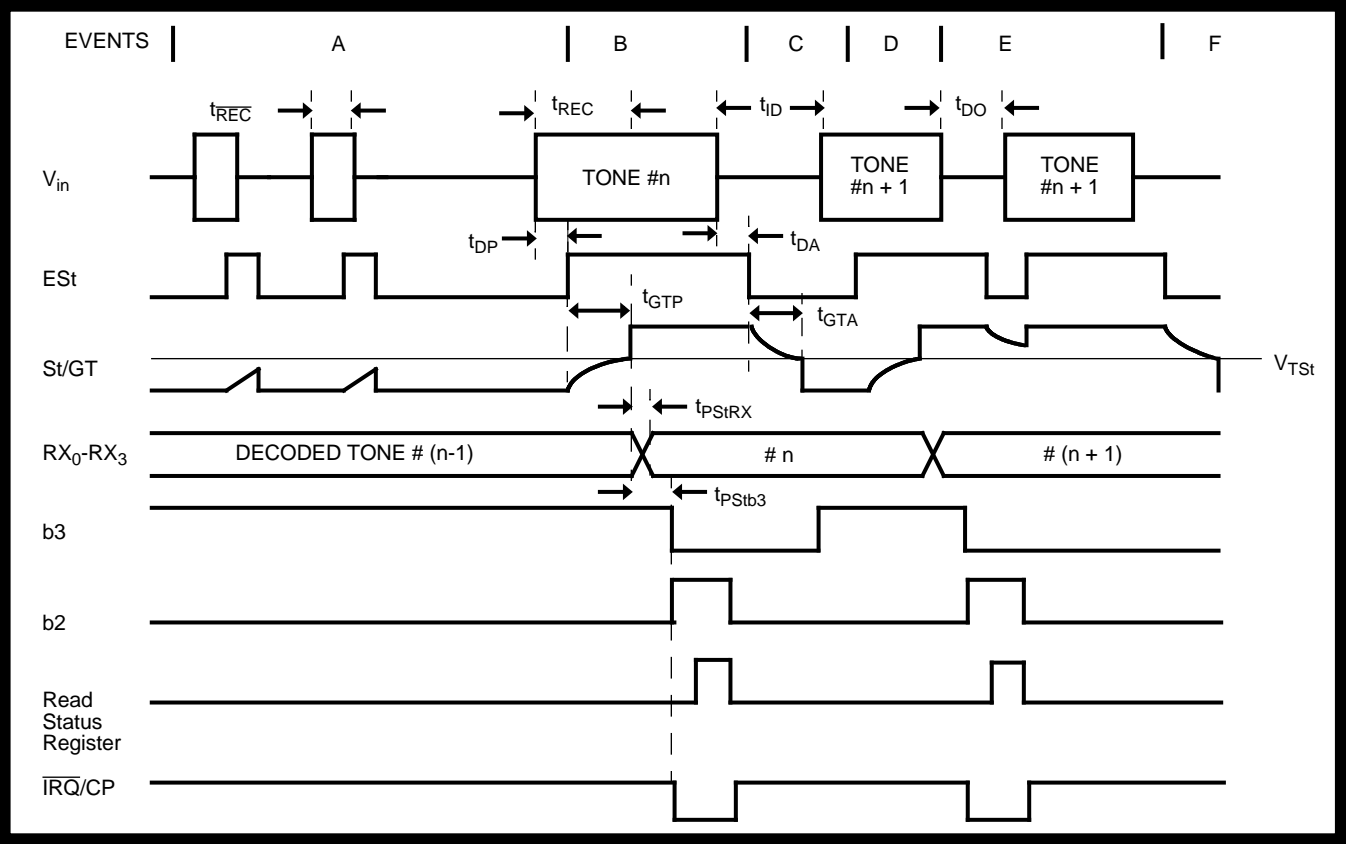 EVENTS A B C D E F
tREC tREC tID tDO
Vin TONE #n TONE #n + 1 TONE #n + 1
tDP tDA
ESt
tGTP tGTA
St/GT VTSt
tPStRX
RX0-RX3 DECODED TONE # (n-1) # n # (n + 1)
tPStb3
b3
b2
Read
Status
Register
IRQ/CP